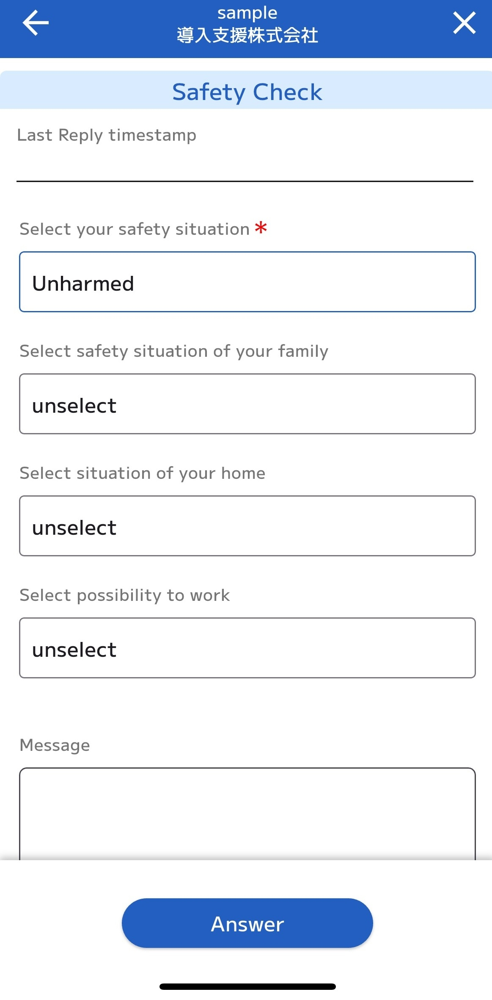 sample
導入支援株式会社
Safety Check
Last Reply timestamp
Select your safety situation *
Unharmed
Select safety situation of your family
unselect
Select situation of your home
unselect
Select possibility to work
unselect
Message
Answer